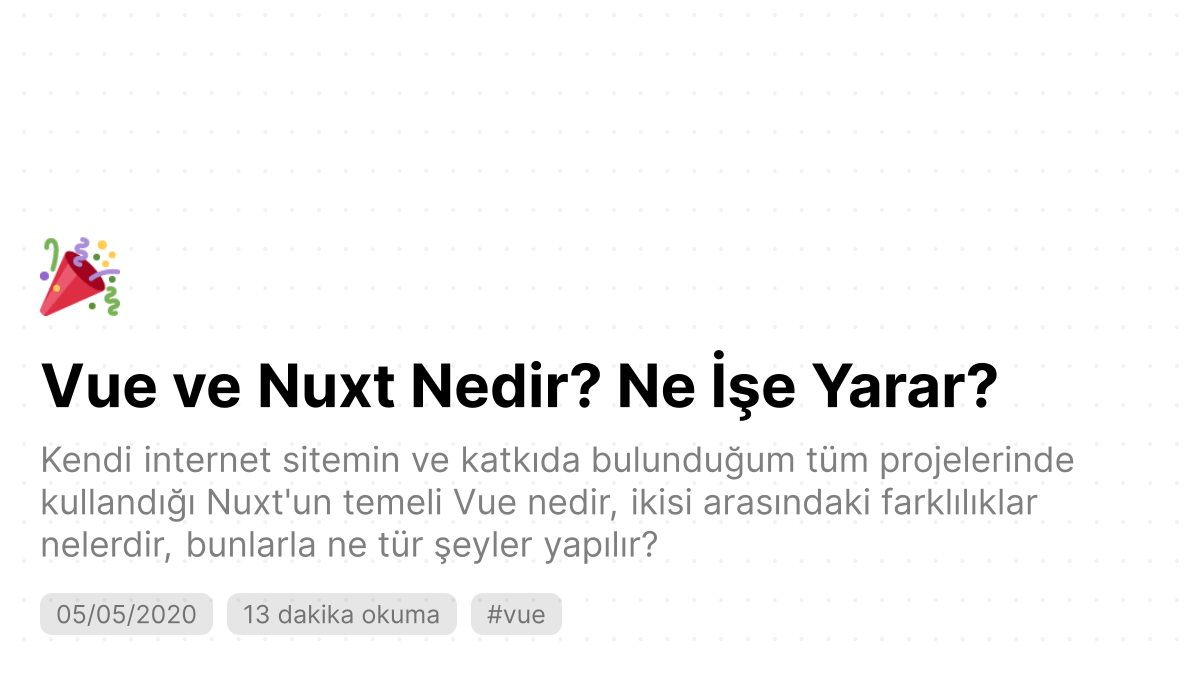 Vue ve Nuxt Nedir? Ne İşe Yarar?
Kendi internet sitemin ve katkıda bulunduğum tüm projelerinde
kullandığı Nuxt'un temeli Vue nedir, ikisi arasındaki farklılıklar
nelerdir, bunlarla ne tür şeyler yapılır?
05/05/2020 13 dakika okuma #vue